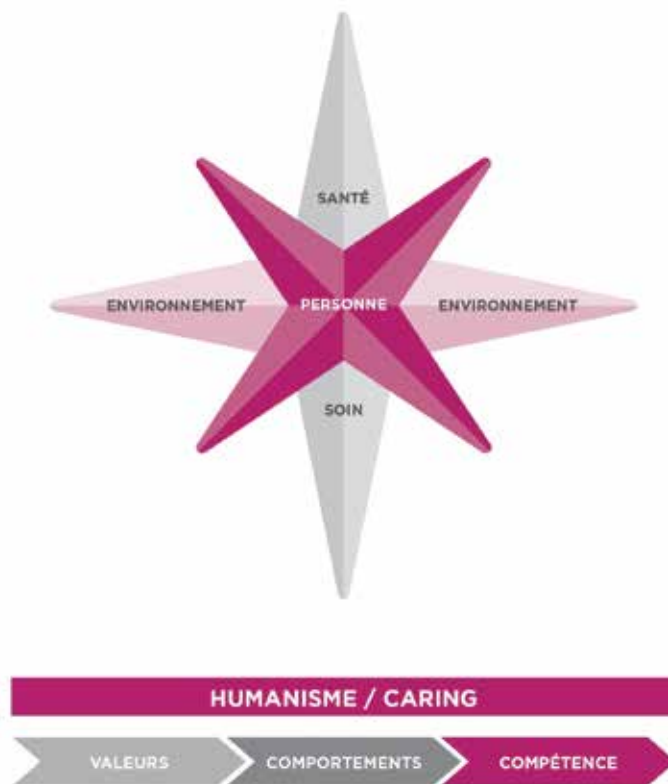 SANTÉ
ENVIRONNEMENT PERSONNE ENVIRONNEMENT
SOIN
HUMANISME / CARING
VALEURS COMPORTEMENTS COMPÉTENCE